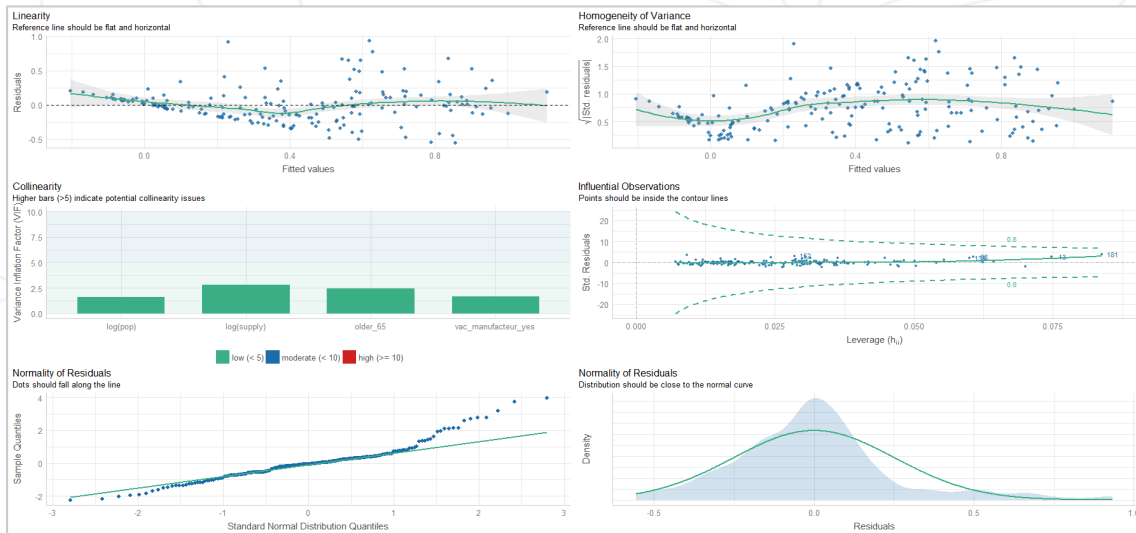 Linearity
Reference line should be flat and horizontal
1.0
0.5
0.0
-0.5
Residuals
0.0
0.4
0.8
Fitted values
Homogeneity of Variance
Reference line should be flat and horizontal
2.0
1.5
1.0
0.5
√|Std. residuals|
0.0
0.4
0.8
Fitted values
Collinearity
Higher bars (>5) indicate potential collinearity issues
10.0
7.5
5.0
2.5
0.0
Variance Inflation Factor (VIF)
log(pop)
log(supply)
older_65
vac_manufacteur_yes
low (< 5)
moderate (< 10)
high (>= 10)
Influential Observations
Points should be inside the contour lines
20
10
0
-10
-20
Std. Residuals
0.8
13
181
0.8
0.000
0.025
0.050
0.075
Leverage (hii)
Normality of Residuals
Dots should fall along the line
4
2
0
-2
Sample Quantiles
-3
-2
-1
0
1
2
3
Standard Normal Distribution Quantiles
Normality of Residuals
Distribution should be close to the normal curve
Density
-0.5
0.0
0.5
1.0
Residuals